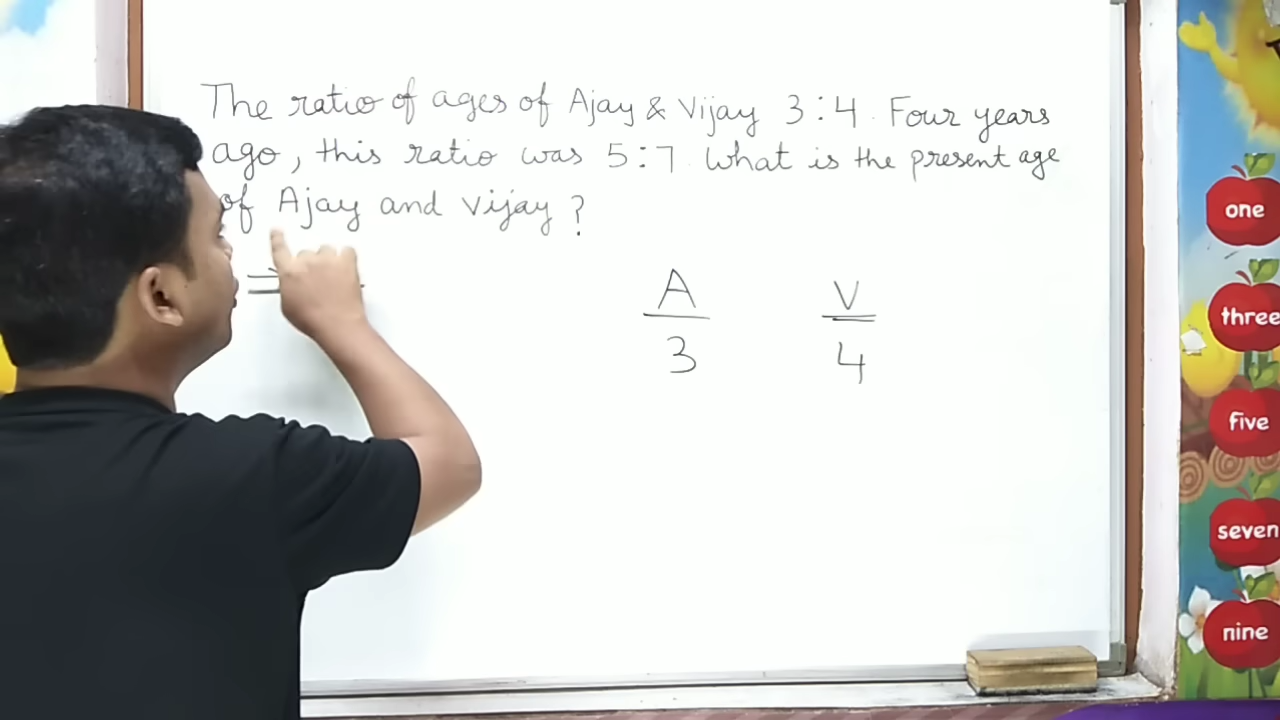 The ratio of ages of Ajay & Vijay 3:4. Four years
ago, this ratio was 5:7. What is the present age
of Ajay and Vijay ?
A V
3 4
one
three
five
seven
nine